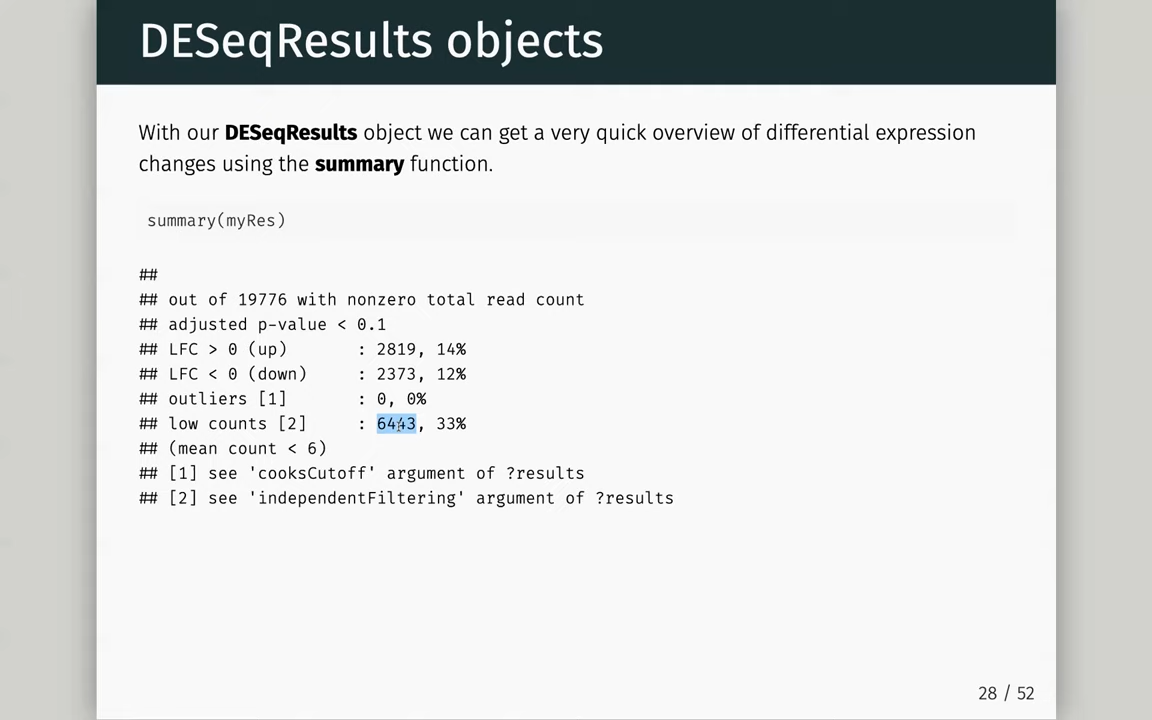 DESeqResults objects
With our DESeqResults object we can get a very quick overview of differential expression
changes using the summary function.
summary(myRes)
##
## out of 19776 with nonzero total read count
## adjusted p-value < 0.1
## LFC > 0 (up)       : 2819, 14%
## LFC < 0 (down)     : 2373, 12%
## outliers [1]       : 0, 0%
## low counts [2]     : 6443, 33%
## (mean count < 6)
## [1] see 'cooksCutoff' argument of ?results
## [2] see 'independentFiltering' argument of ?results
28 / 52